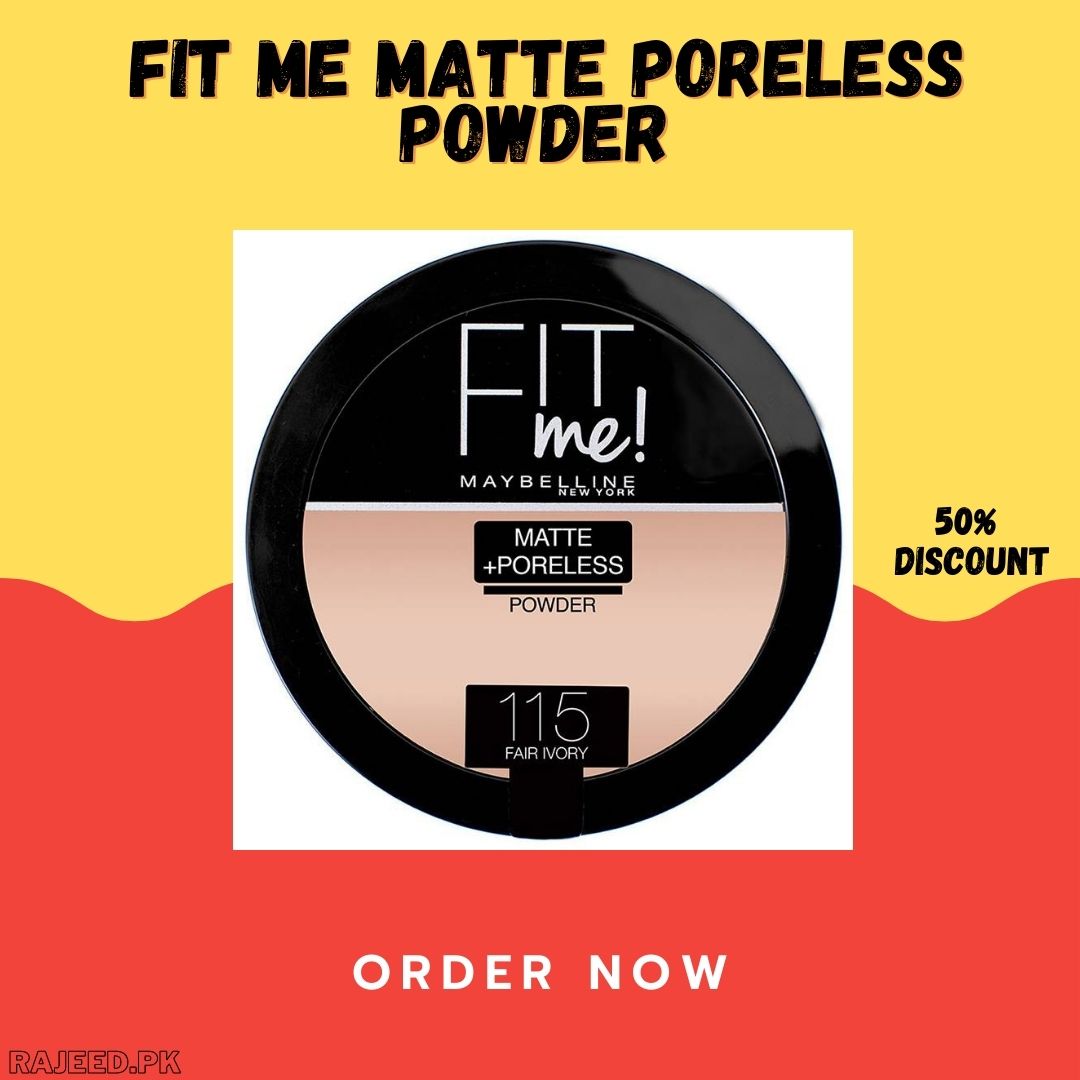 FIT ME MATTE PORELESS
POWDER
FIT
me!
MAYBELLINE
NEW YORK
MATTE
+PORELESS
POWDER
115
FAIR IVORY
50%
DISCOUNT
ORDER NOW
RAJEED.PK